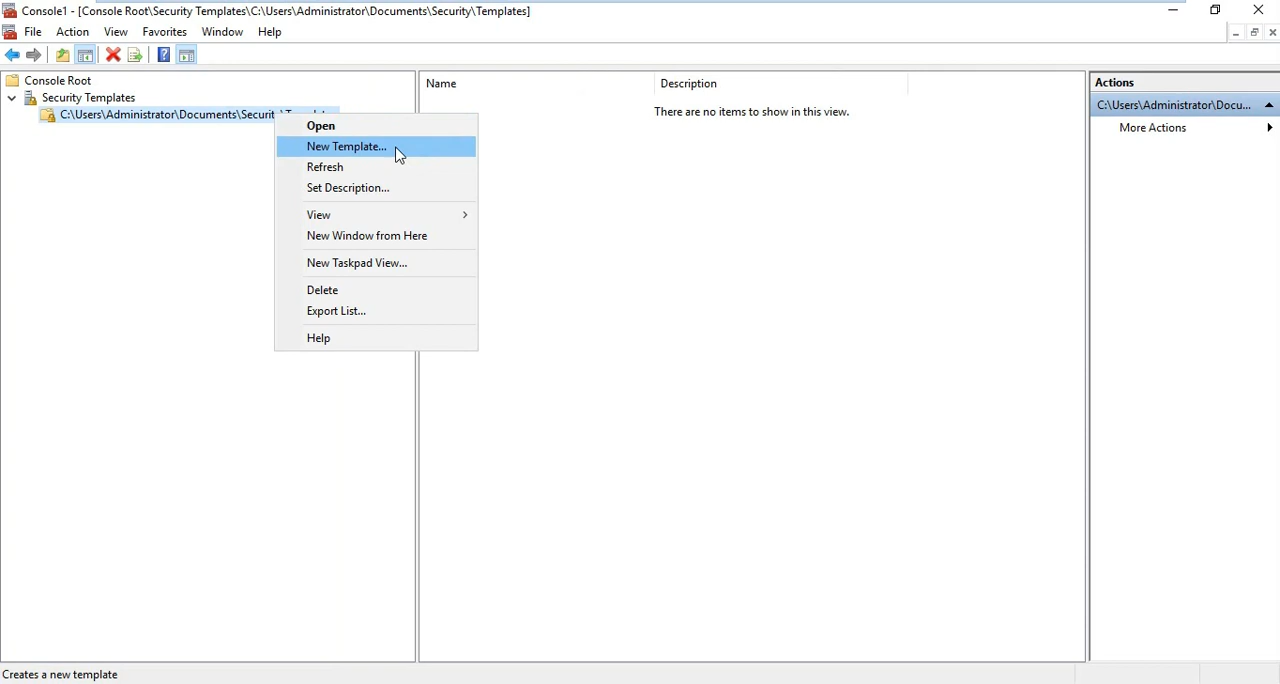 Console1 - [Console Root\Security Templates\C:\Users\Administrator\Documents\Security\Templates]
File Action View Favorites Window Help
Console Root
Security Templates
C:\Users\Administrator\Documents\Securit
Open
New Template...
Refresh
Set Description...
View
New Window from Here
New Taskpad View...
Delete
Export List...
Help
Name Description
There are no items to show in this view.
Actions
C:\Users\Administrator\Docu...
More Actions
Creates a new template